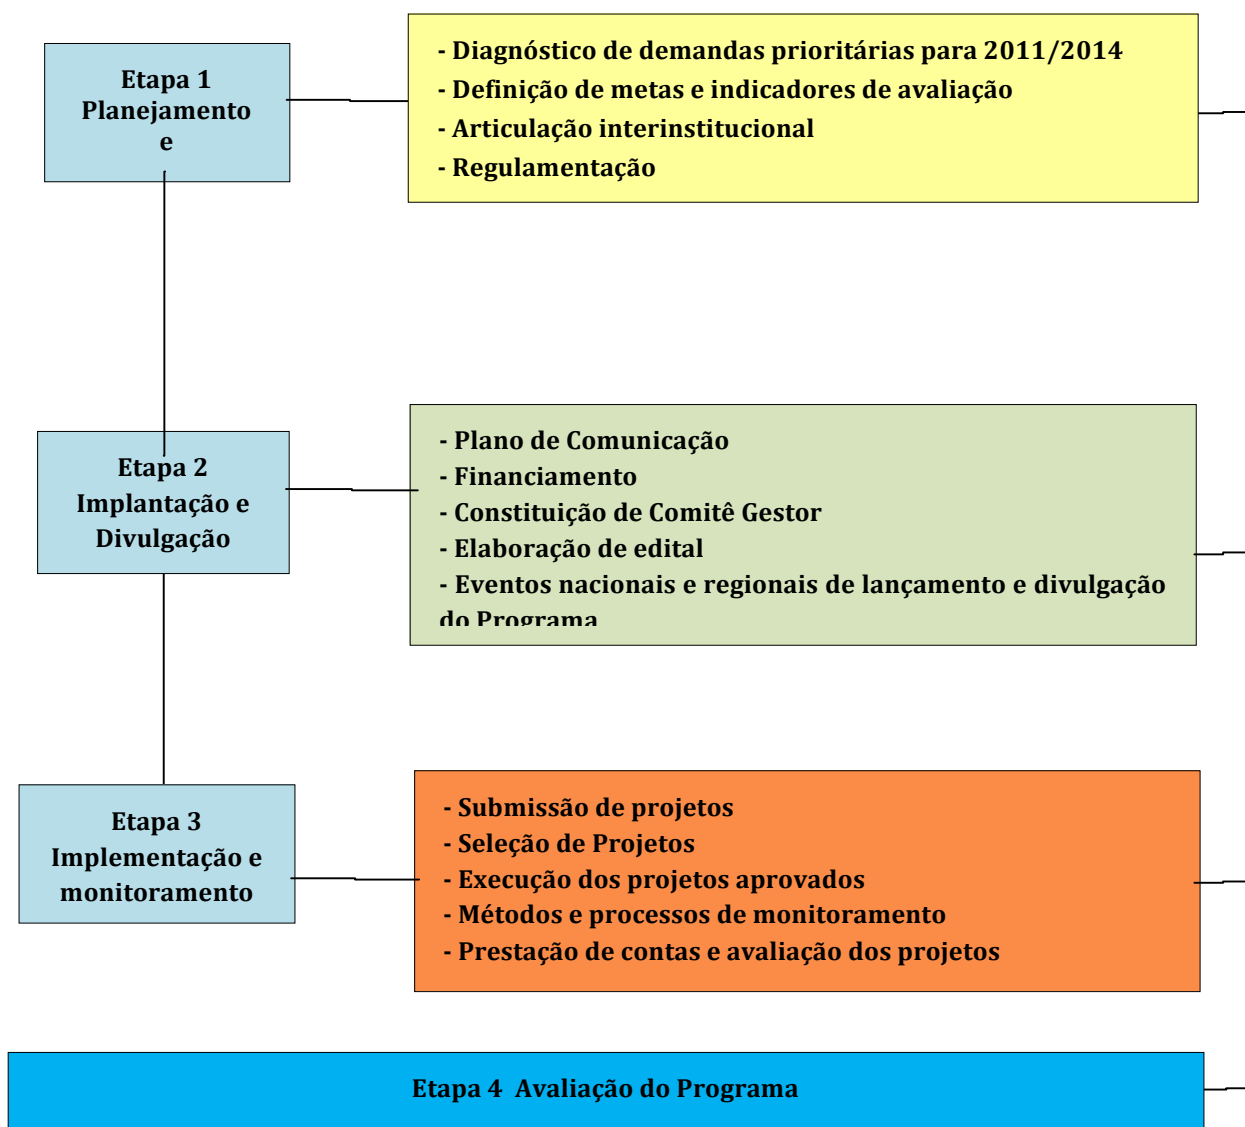 Etapa 1
Planejamento
e
- Diagnóstico de demandas prioritárias para 2011/2014
- Definição de metas e indicadores de avaliação
- Articulação interinstitucional
- Regulamentação
Etapa 2
Implantação e
Divulgação
- Plano de Comunicação
- Financiamento
- Constituição de Comitê Gestor
- Elaboração de edital
- Eventos nacionais e regionais de lançamento e divulgação
do Programa
Etapa 3
Implementação e
monitoramento
- Submissão de projetos
- Seleção de Projetos
- Execução dos projetos aprovados
- Métodos e processos de monitoramento
- Prestação de contas e avaliação dos projetos
Etapa 4 Avaliação do Programa